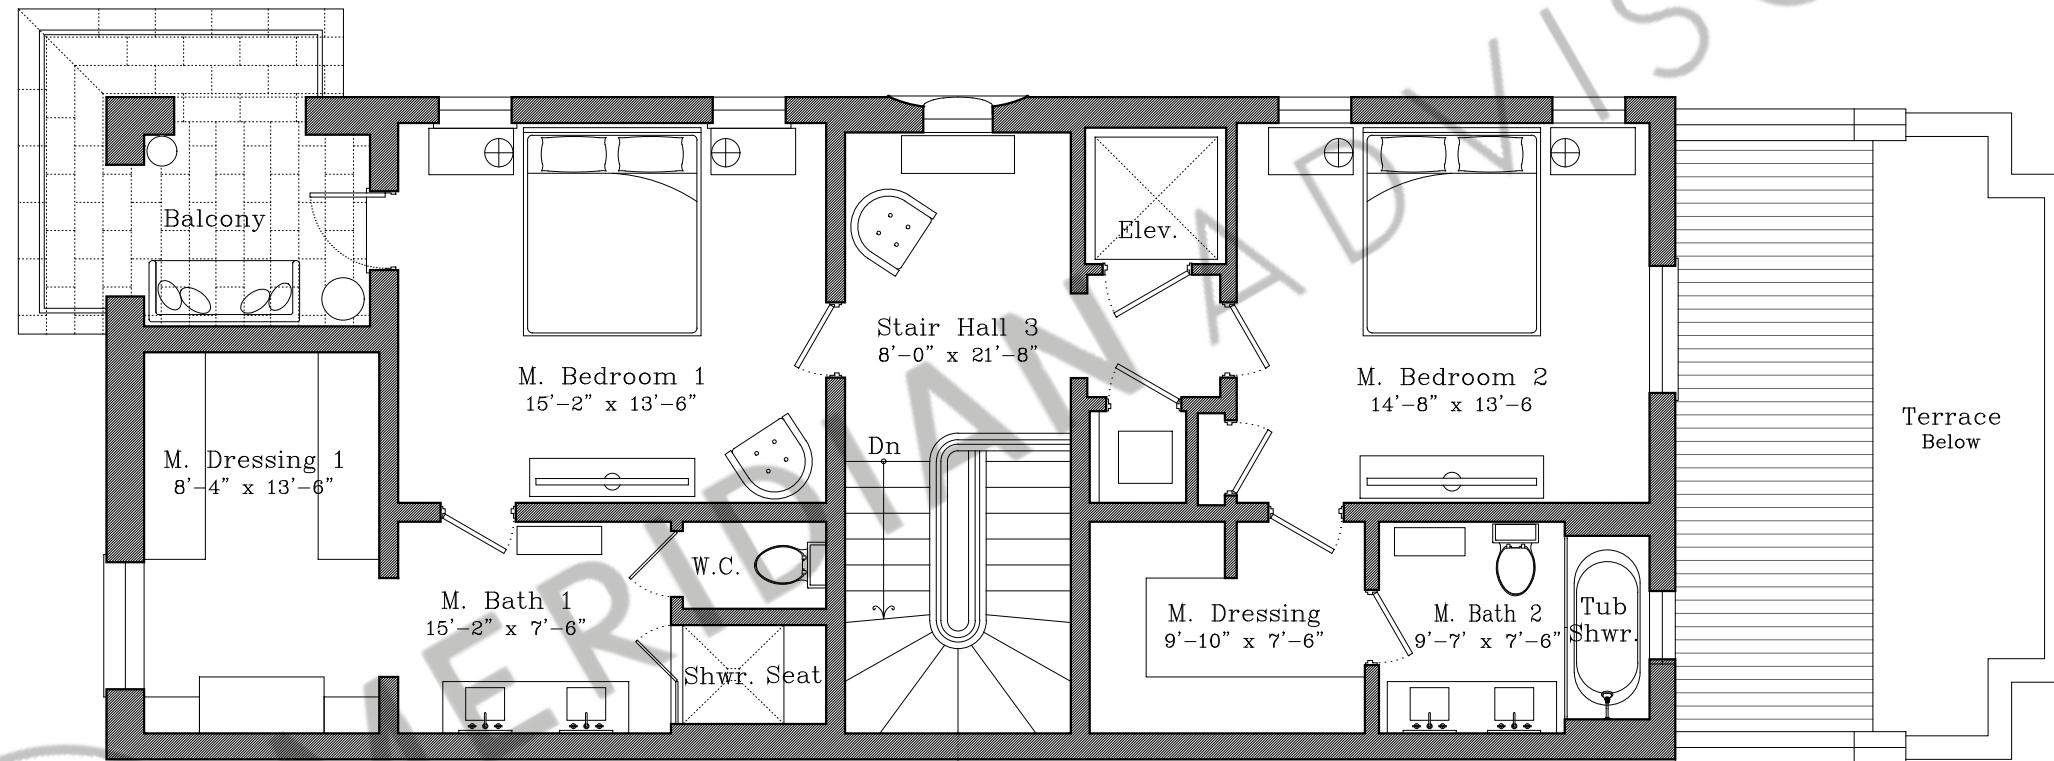 Balcony
M. Bedroom 1
15'-2" x 13'-6"
M. Dressing 1
8'-4" x 13'-6"
M. Bath 1
15'-2" x 7'-6"
W.C.
Shwr. Seat
Stair Hall 3
8'-0" x 21'-8"
Dn
Elev.
M. Bedroom 2
14'-8" x 13'-6
M. Dressing
9'-10" x 7'-6"
M. Bath 2
9'-7' x 7'-6"
Tub
Shwr.
Terrace
Below
MERIDIAN ADVISO